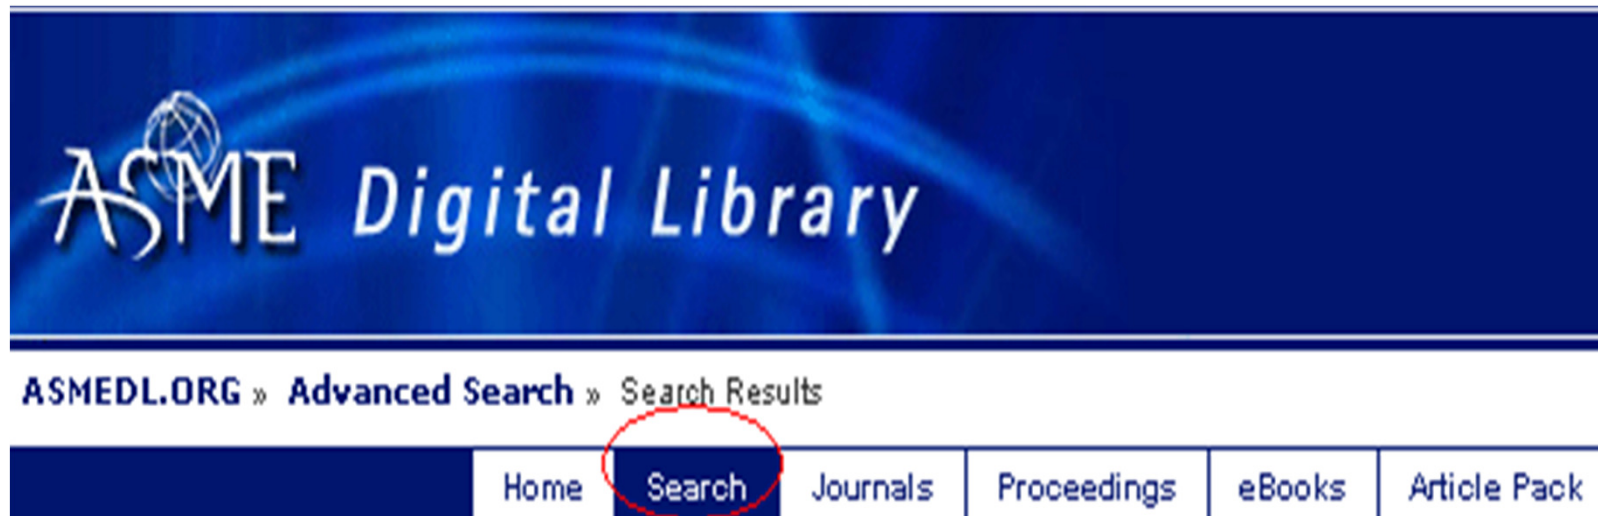 ASME Digital Library
ASMEDL.ORG » Advanced Search » Search Results
Home Search Journals Proceedings eBooks Article Pack